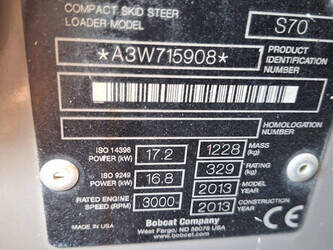 COMPACT SKID STEER
LOADER MODEL S70
*A3W715908* PRODUCT
IDENTIFICATION
NUMBER
HOMOLOGATION
NUMBER
ISO 14396
POWER (kW) 17.2 1228 MASS
(kg)
329 RATING
(kg)
ISO 9249
POWER (kW) 16.8 2013 MODEL
YEAR
RATED ENGINE
SPEED (RPM) 3000 2013 CONSTRUCTION
YEAR
CE
MADE IN USA Bobcat Company
West Fargo, ND 58078 USA
www.bobcat.com